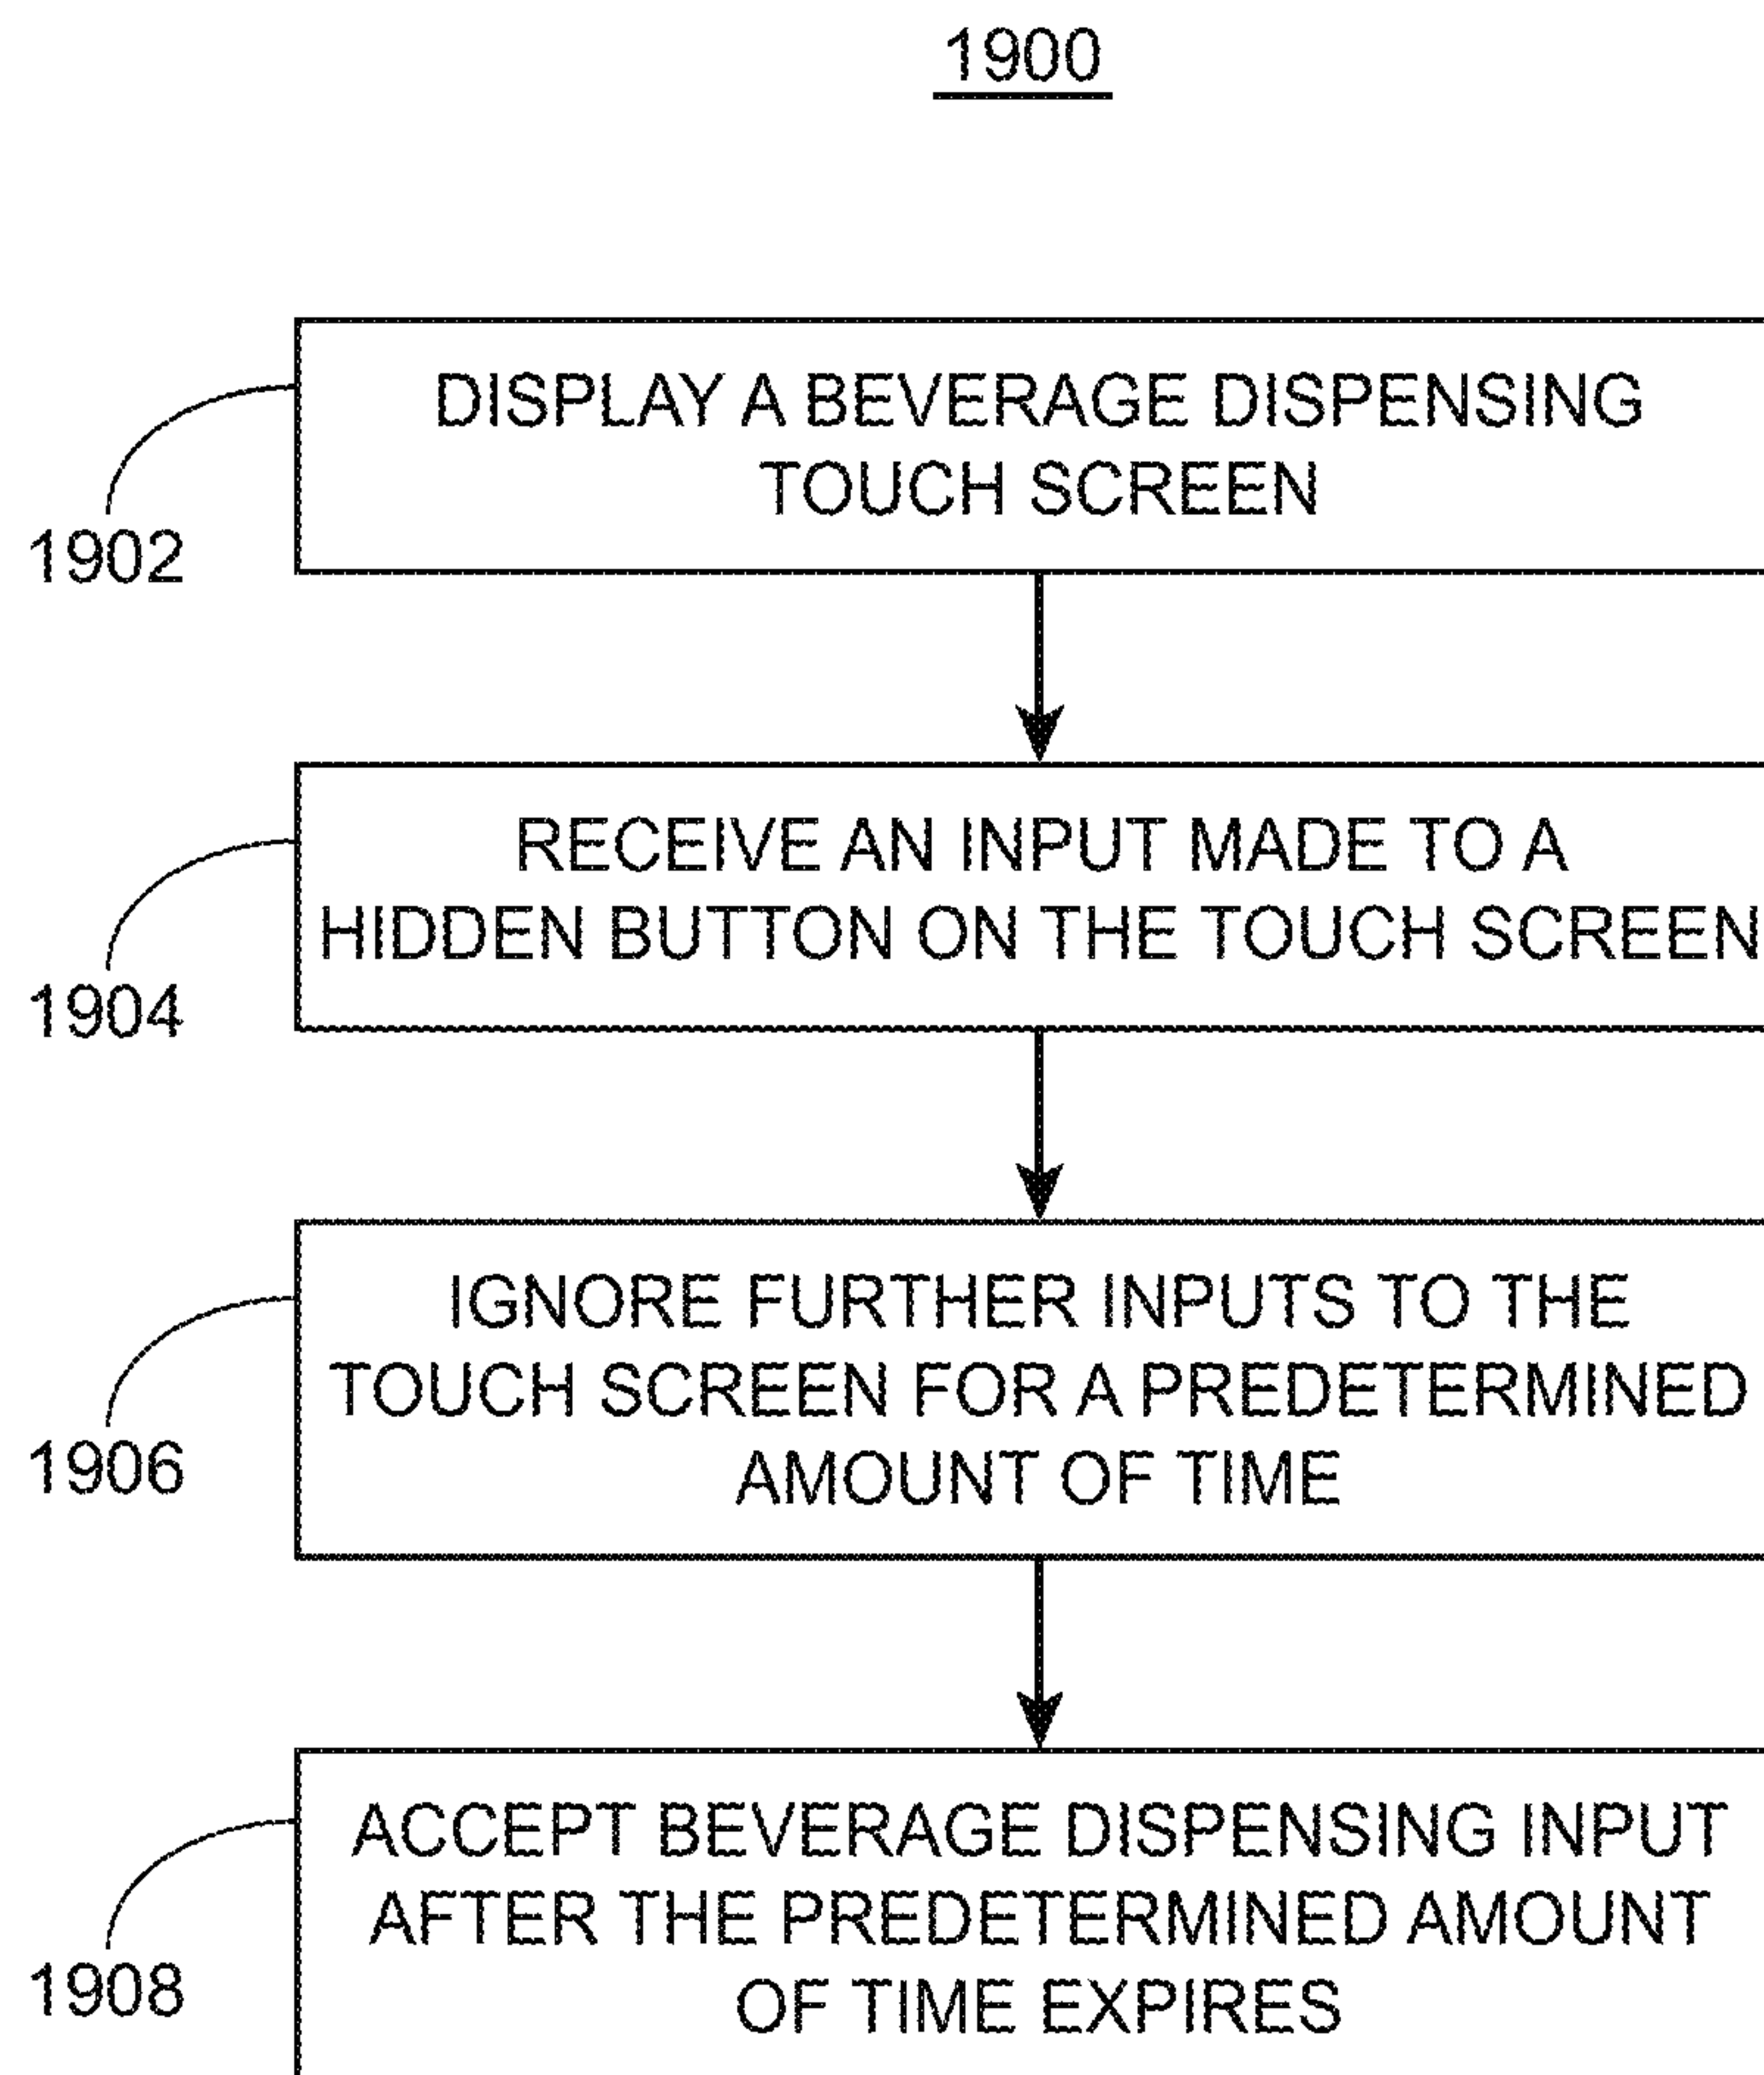 1900
DISPLAY A BEVERAGE DISPENSING
TOUCH SCREEN
1902
RECEIVE AN INPUT MADE TO A
HIDDEN BUTTON ON THE TOUCH SCREEN
1904
IGNORE FURTHER INPUTS TO THE
TOUCH SCREEN FOR A PREDETERMINED
AMOUNT OF TIME
1906
ACCEPT BEVERAGE DISPENSING INPUT
AFTER THE PREDETERMINED AMOUNT
OF TIME EXPIRES
1908